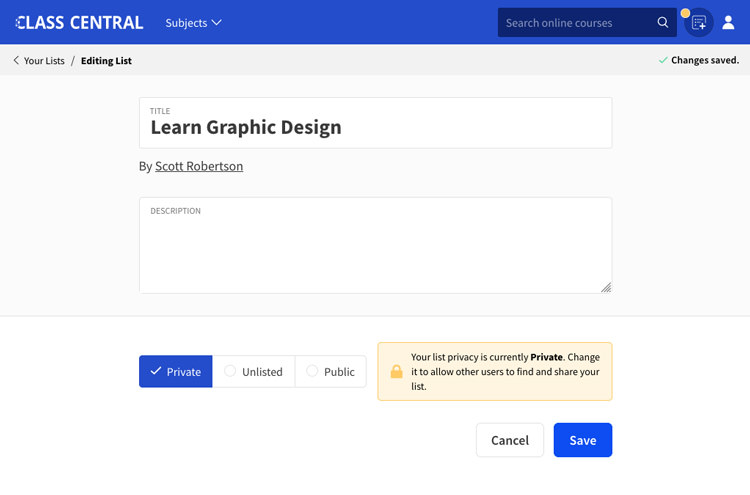 CLASS CENTRAL Subjects Search online courses
Your Lists / Editing List Changes saved.
TITLE
Learn Graphic Design
By Scott Robertson
DESCRIPTION
Private Unlisted Public
Your list privacy is currently Private. Change
it to allow other users to find and share your
list.
Cancel Save